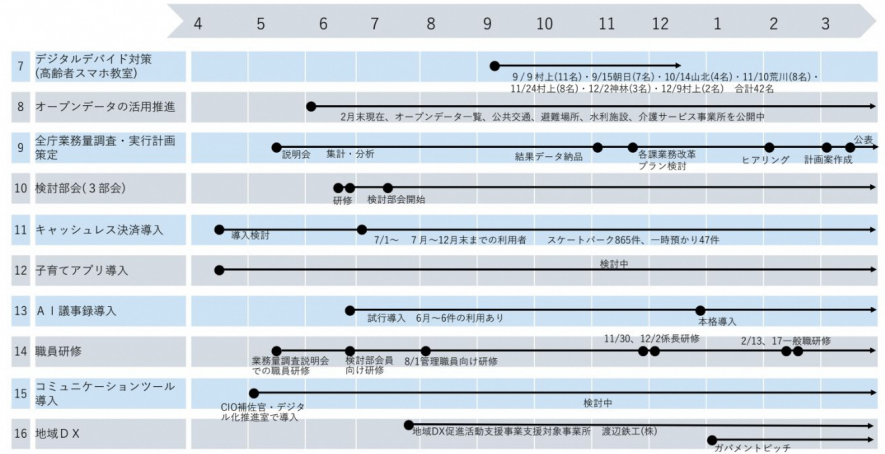 4 5 6 7 8 9 10 11 12 1 2 3
7 デジタルデバイド対策
(高齢者スマホ教室)
9/9村上(11名)・9/15朝日(7名)・10/14山北(4名)・11/10荒川(8名)・
11/24村上(8名)・12/2神林(3名)・12/9村上(2名) 合計42名
8 オープンデータの活用推進
2月末現在、オープンデータ一覧、公共交通、避難場所、水利施設、介護サービス事業所を公開中
9 全庁業務量調査・実行計画
策定
説明会 集計・分析 結果データ納品 各課業務改革
プラン検討
ヒアリング 計画案作成 公表
10 検討部会(3部会)
研修 検討部会開始
11 キャッシュレス決済導入
導入検討 7/1～ 7月～12月末までの利用者 スケートパーク865件、一時預かり47件
12 子育てアプリ導入
検討中
13 AI議事録導入
試行導入 6月～6件の利用あり 本格導入
14 職員研修
業務量調査説明会
での職員研修
検討部会員
向け研修
8/1管理職員向け研修
11/30、12/2係長研修
2/13、17一般職研修
15 コミュニケーションツール
導入
CIO補佐官・デジタ
ル化推進室で導入
検討中
16 地域DX
地域DX促進活動支援事業支援対象事業所 渡辺鉄工(株)
ガバメントピッチ